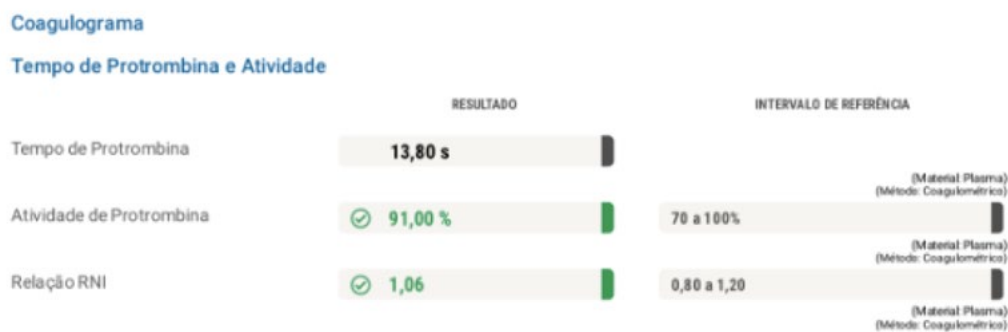 Coagulograma
Tempo de Protrombina e Atividade
RESULTADO INTERVALO DE REFERÊNCIA
Tempo de Protrombina 13,80 s
(Material: Plasma)
(Método: Coagulométrico)
Atividade de Protrombina 91,00 % 70 a 100%
(Material: Plasma)
(Método: Coagulométrico)
Relação RNI 1,06 0,80 a 1,20
(Material: Plasma)
(Método: Coagulométrico)